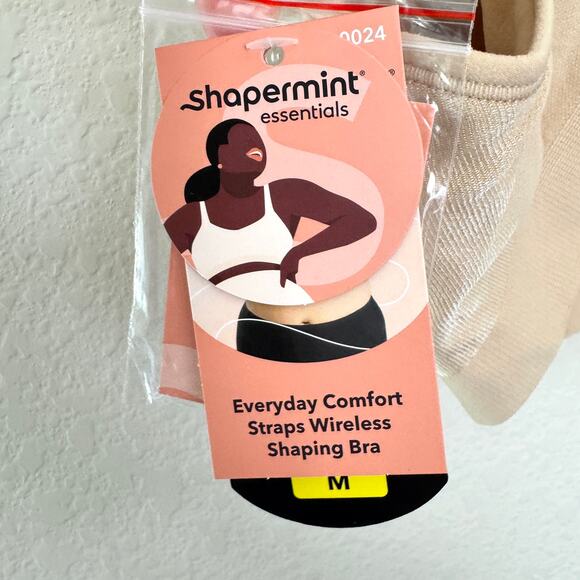 0024
Shapermint®
essentials
®
Everyday Comfort
Straps Wireless
Shaping Bra
M